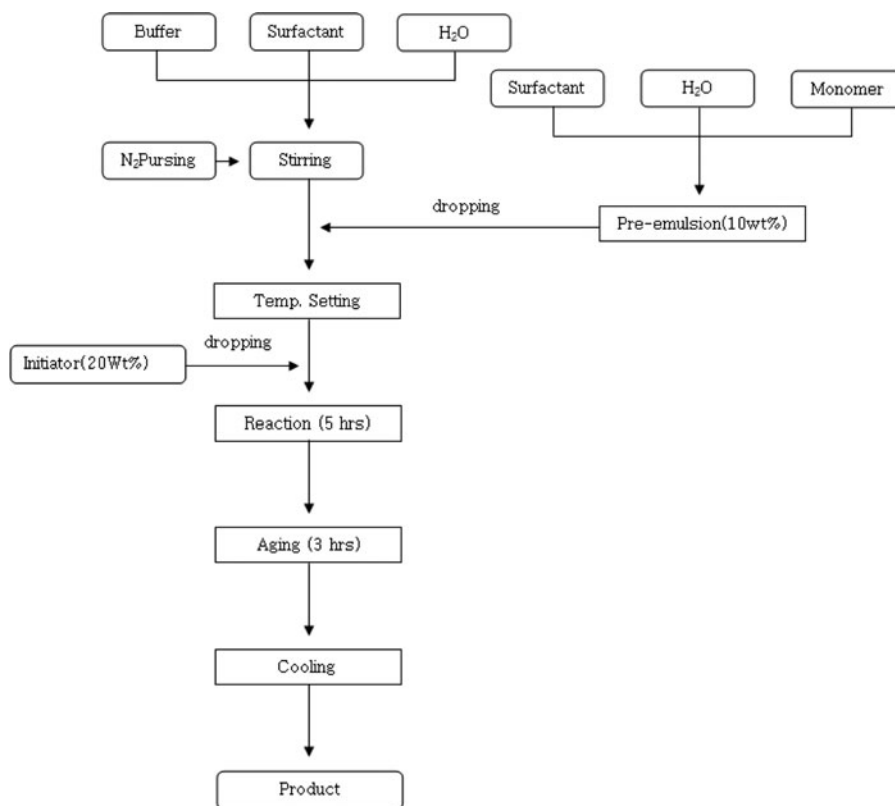 Buffer
Surfactant
H₂O
Surfactant
H₂O
Monomer
N₂Pursing
Stirring
dropping
Pre-emulsion(10wt%)
Temp. Setting
dropping
Initiator(20Wt%)
Reaction (5 hrs)
Aging (3 hrs)
Cooling
Product